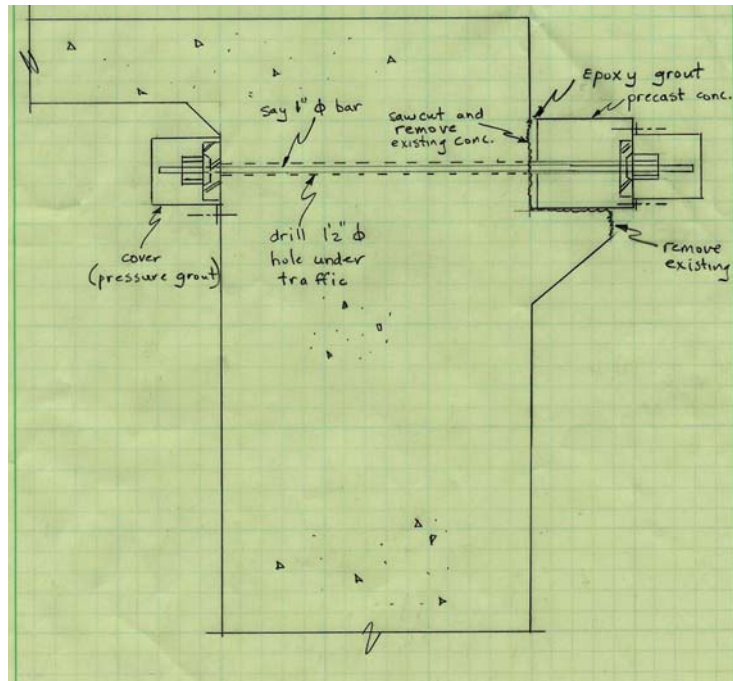 say 1" φ bar
sawcut and
remove
existing conc.
Epoxy grout
precast conc.
cover
(pressure grout)
drill 1½" φ
hole under
traffic
remove
existing